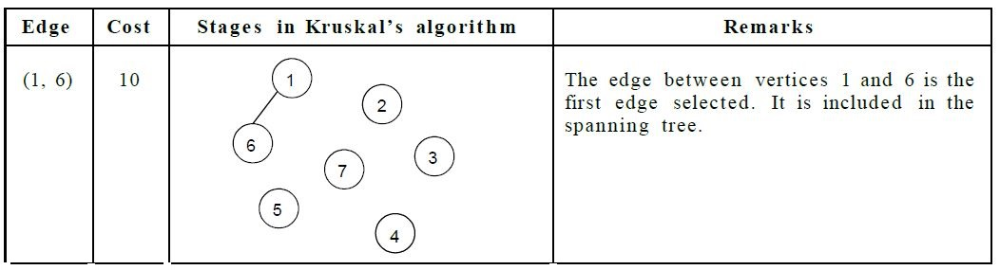 Edge Cost Stages in Kruskal's algorithm Remarks
(1, 6) 10 The edge between vertices 1 and 6 is the
first edge selected. It is included in the
spanning tree.
1
2
6
3
7
5
4